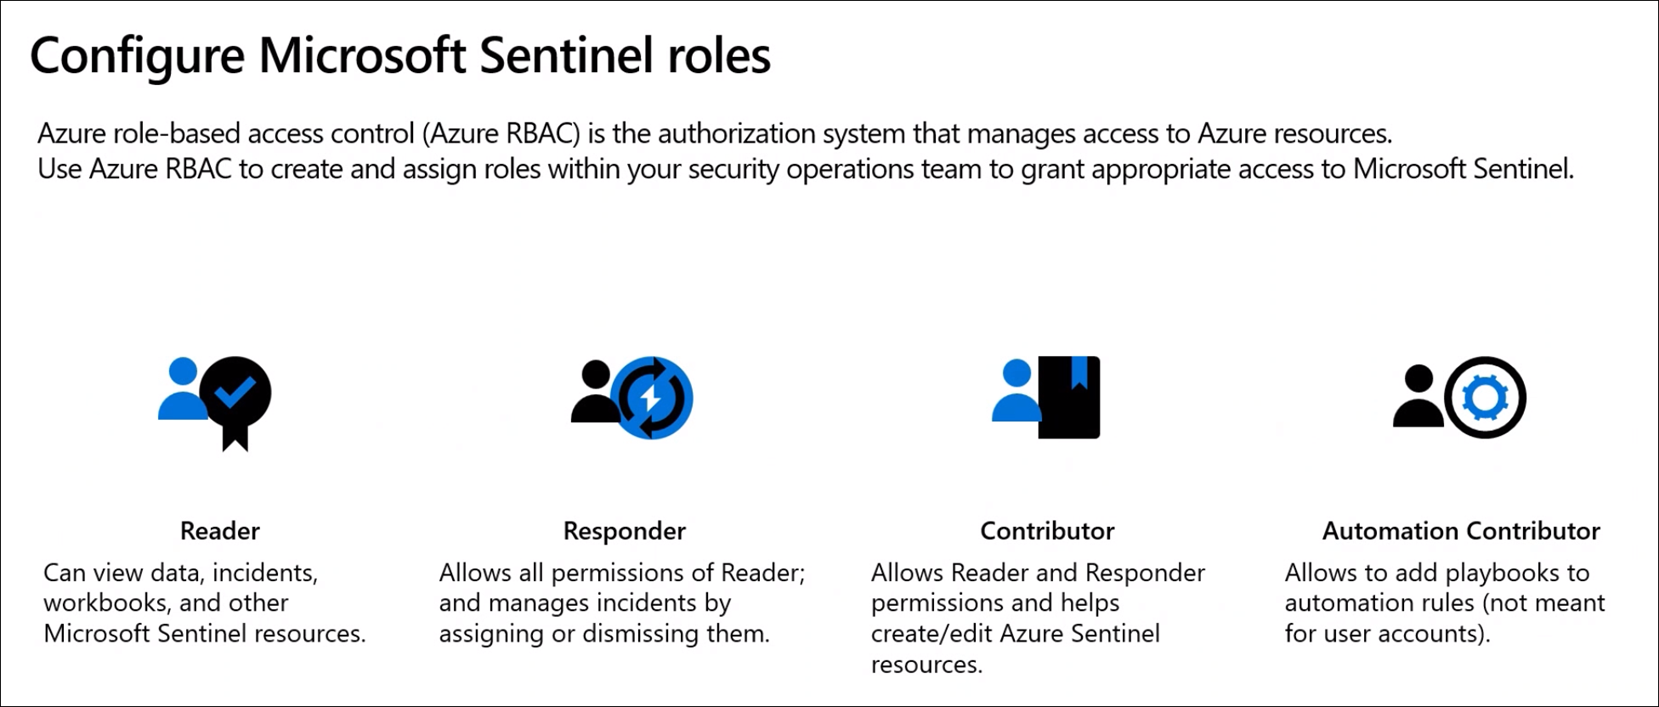 Configure Microsoft Sentinel roles
Azure role-based access control (Azure RBAC) is the authorization system that manages access to Azure resources.
Use Azure RBAC to create and assign roles within your security operations team to grant appropriate access to Microsoft Sentinel.
Reader
Can view data, incidents,
workbooks, and other
Microsoft Sentinel resources.
Responder
Allows all permissions of Reader;
and manages incidents by
assigning or dismissing them.
Contributor
Allows Reader and Responder
permissions and helps
create/edit Azure Sentinel
resources.
Automation Contributor
Allows to add playbooks to
automation rules (not meant
for user accounts).